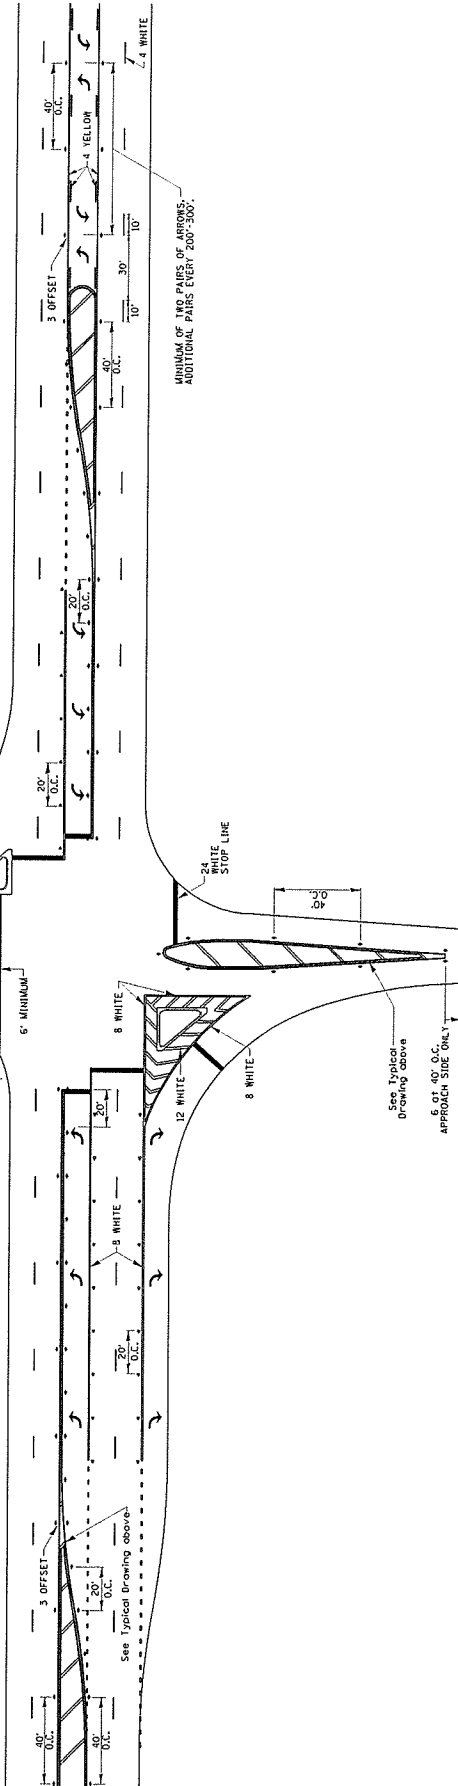 4 WHITE
40'
O.C.
4 YELLOW
3 OFFSET
10'
30'
10'
MINIMUM OF TWO PAIRS OF ARROWS.
ADDITIONAL PAIRS EVERY 200'-300'.
40'
O.C.
20'
O.C.
20'
O.C.
24
WHITE
STOP LINE
40'
O.C.
6' MINIMUM
8 WHITE
12 WHITE
8 WHITE
See Typical
Drawing above
6 at 40' O.C.
APPROACH SIDE ONLY
20'
8 WHITE
20'
O.C.
3 OFFSET
See Typical Drawing above
20'
O.C.
40'
O.C.
40'
O.C.